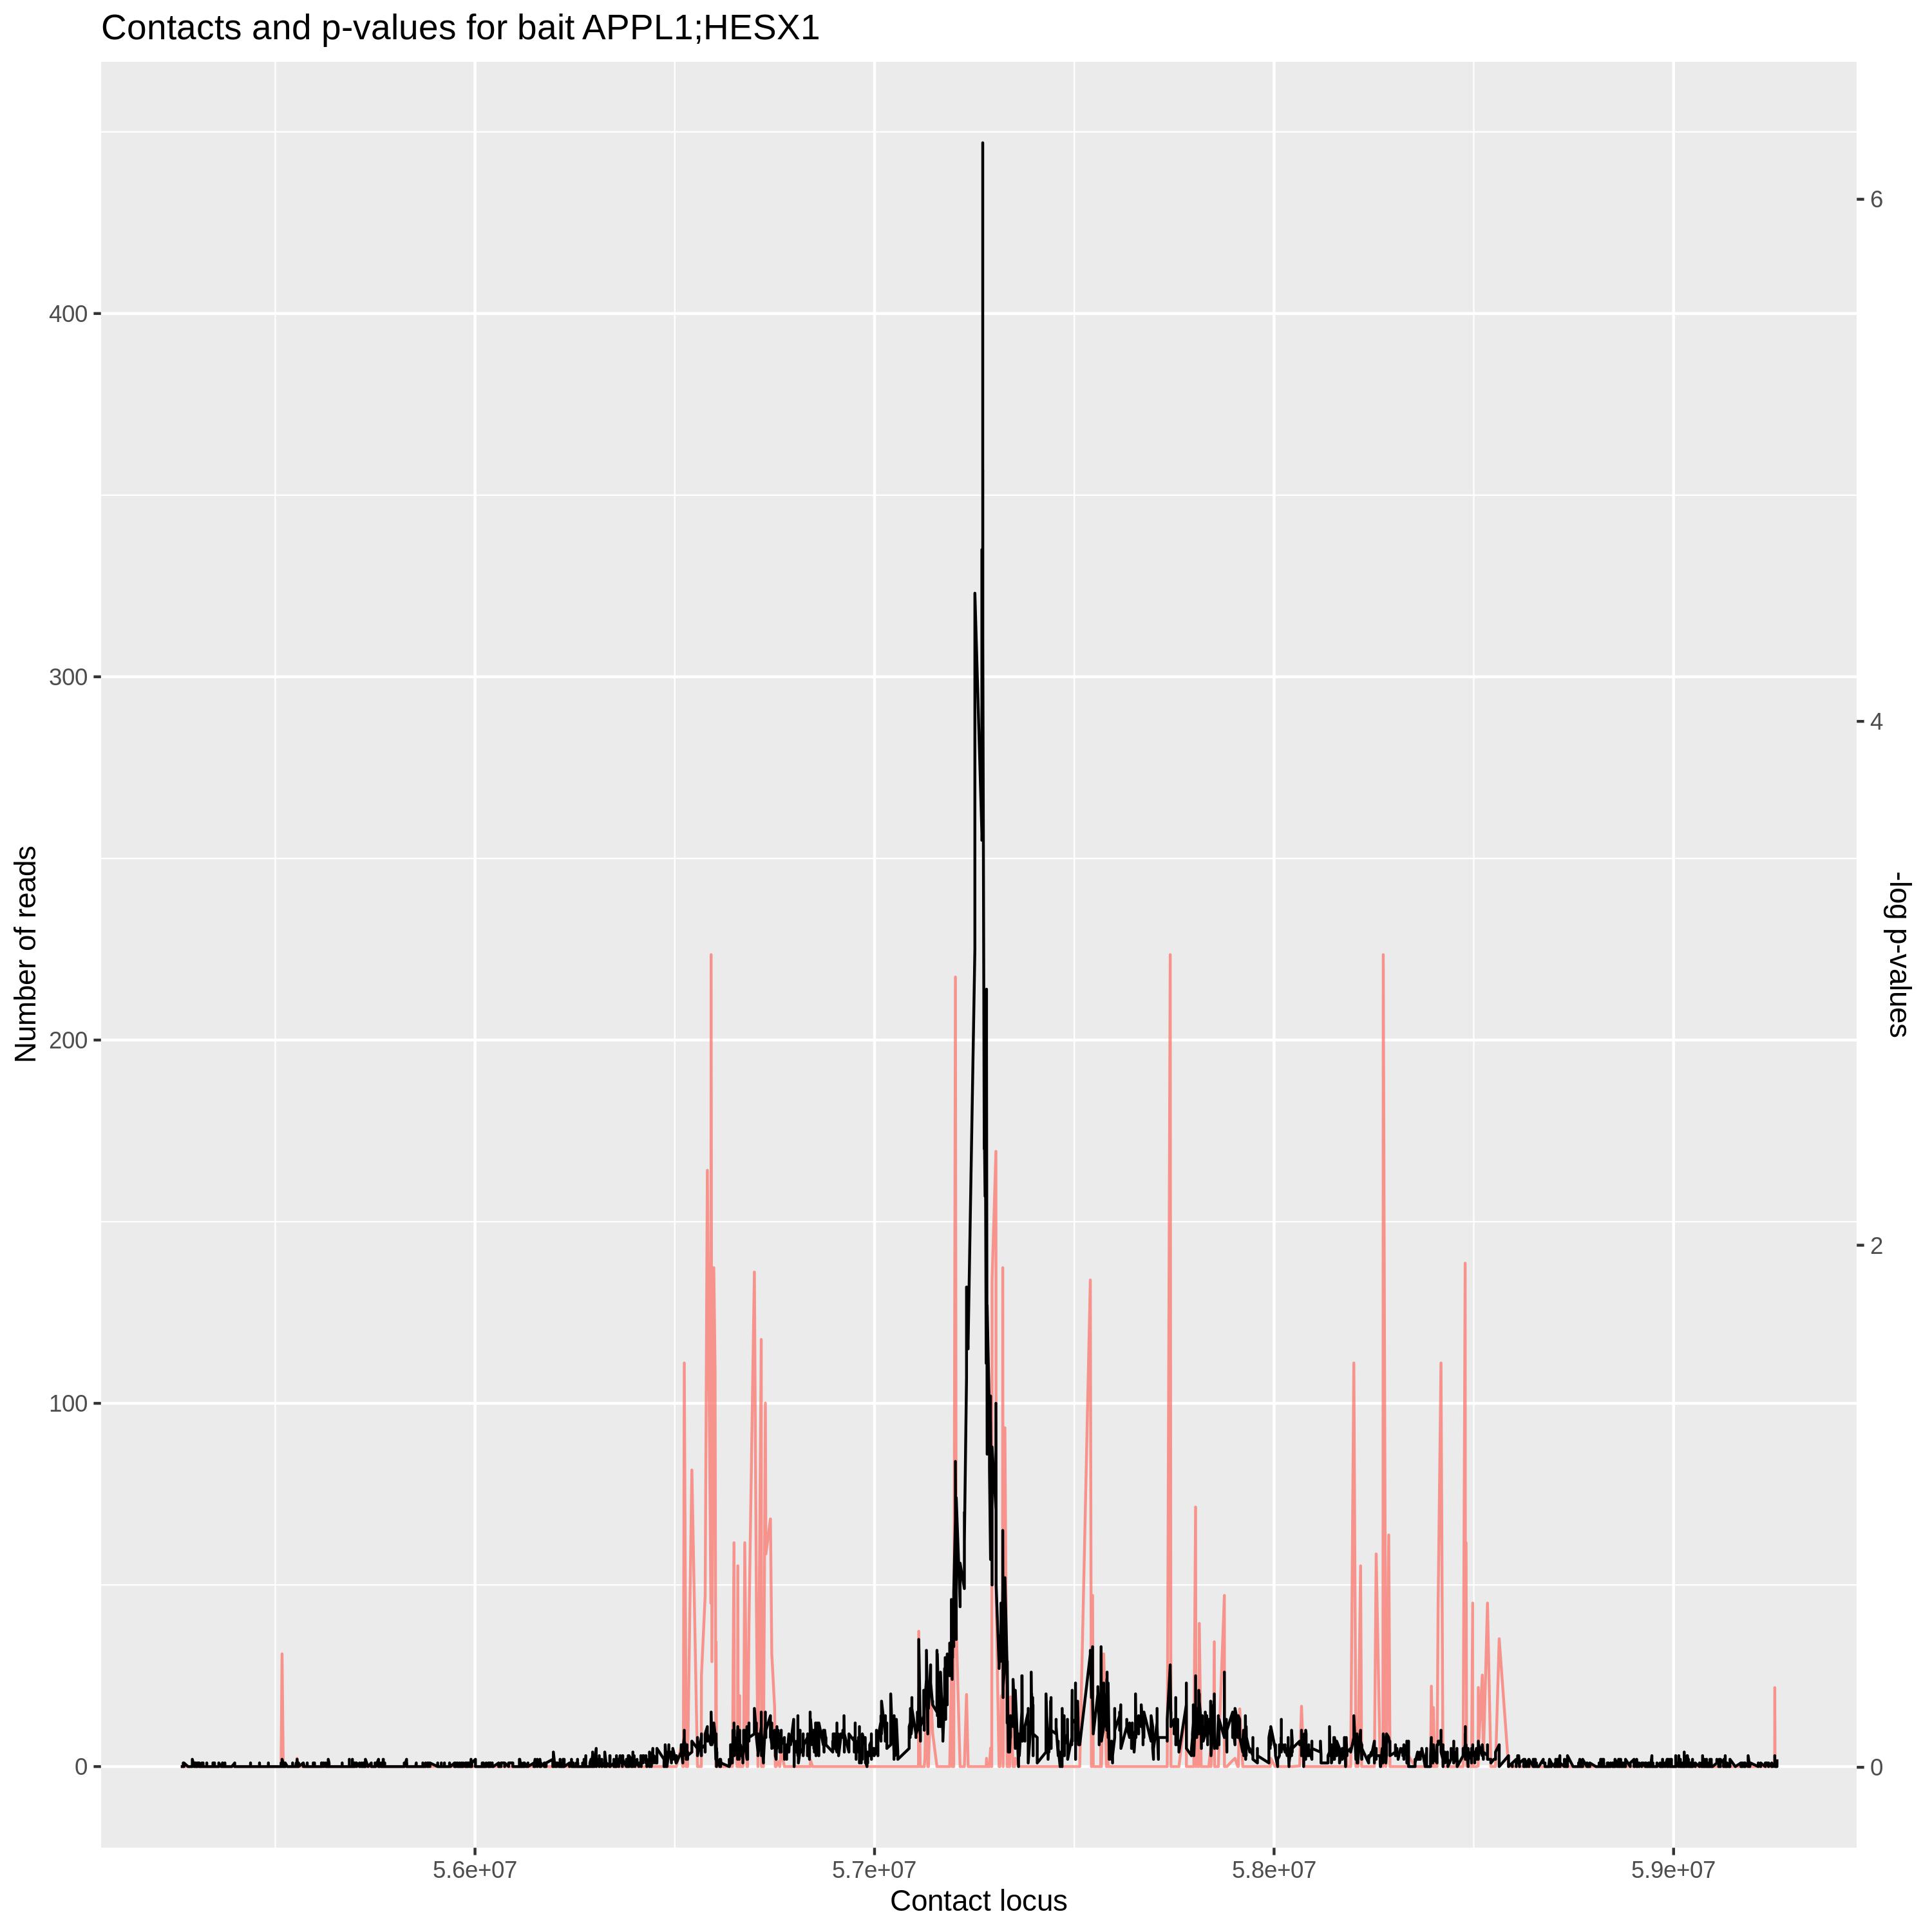 Contacts and p-values for bait APPL1;HESX1
400
300
200
100
0
Number of reads
6
4
2
0
-log p-values
5.6e+07
5.7e+07
5.8e+07
5.9e+07
Contact locus